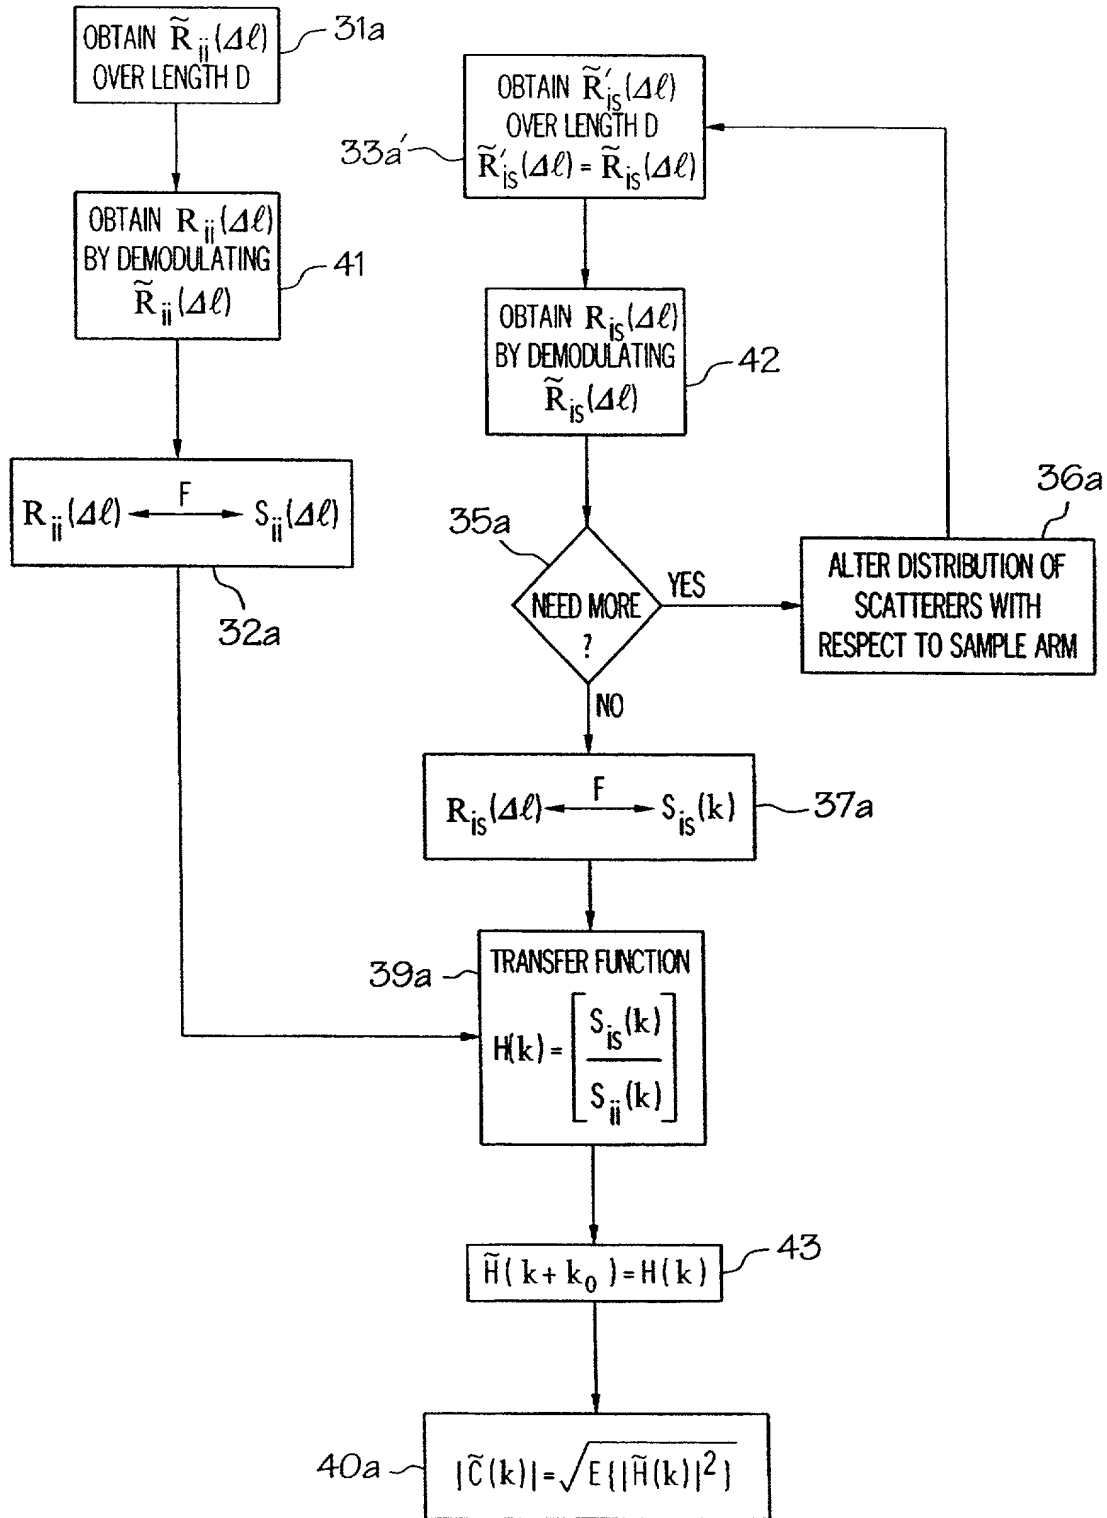 OBTAIN R̃ii(Δℓ)
OVER LENGTH D
31a
OBTAIN Rii(Δℓ)
BY DEMODULATING
R̃ii(Δℓ)
41
Rii(Δℓ) F Sii(Δℓ)
32a
OBTAIN R̃'is(Δℓ)
OVER LENGTH D
R̃'is(Δℓ) = R̃is(Δℓ)
33a'
OBTAIN Ris(Δℓ)
BY DEMODULATING
R̃is(Δℓ)
42
35a
NEED MORE
?
YES
NO
36a
ALTER DISTRIBUTION OF
SCATTERERS WITH
RESPECT TO SAMPLE ARM
Ris(Δℓ) F Sis(k)
37a
39a
TRANSFER FUNCTION
H(k) = [Sis(k) / Sii(k)]
H̃(k+k0) = H(k)
43
40a
|C̃(k)| = √E{|H̃(k)|²}